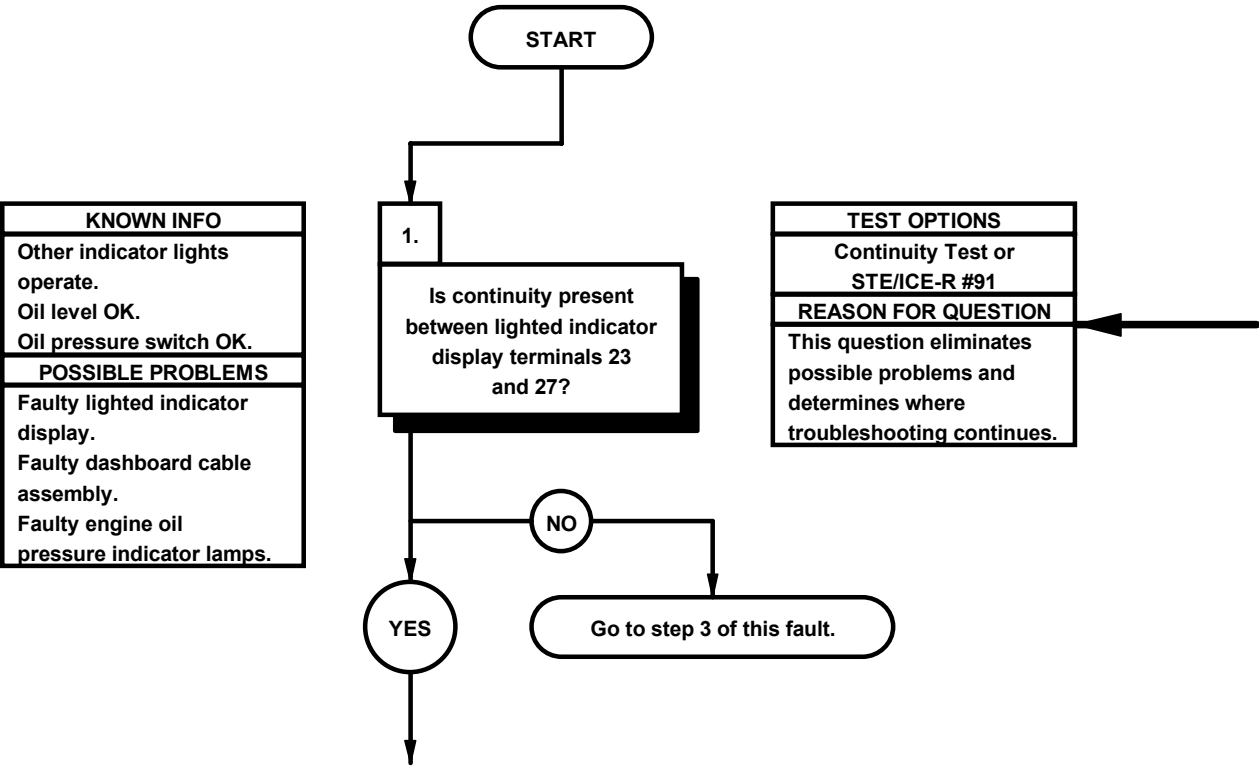 START
KNOWN INFO
Other indicator lights
operate.
Oil level OK.
Oil pressure switch OK.
POSSIBLE PROBLEMS
Faulty lighted indicator
display.
Faulty dashboard cable
assembly.
Faulty engine oil
pressure indicator lamps.
1.
Is continuity present
between lighted indicator
display terminals 23
and 27?
TEST OPTIONS
Continuity Test or
STE/ICE-R #91
REASON FOR QUESTION
This question eliminates
possible problems and
determines where
troubleshooting continues.
NO
YES
Go to step 3 of this fault.